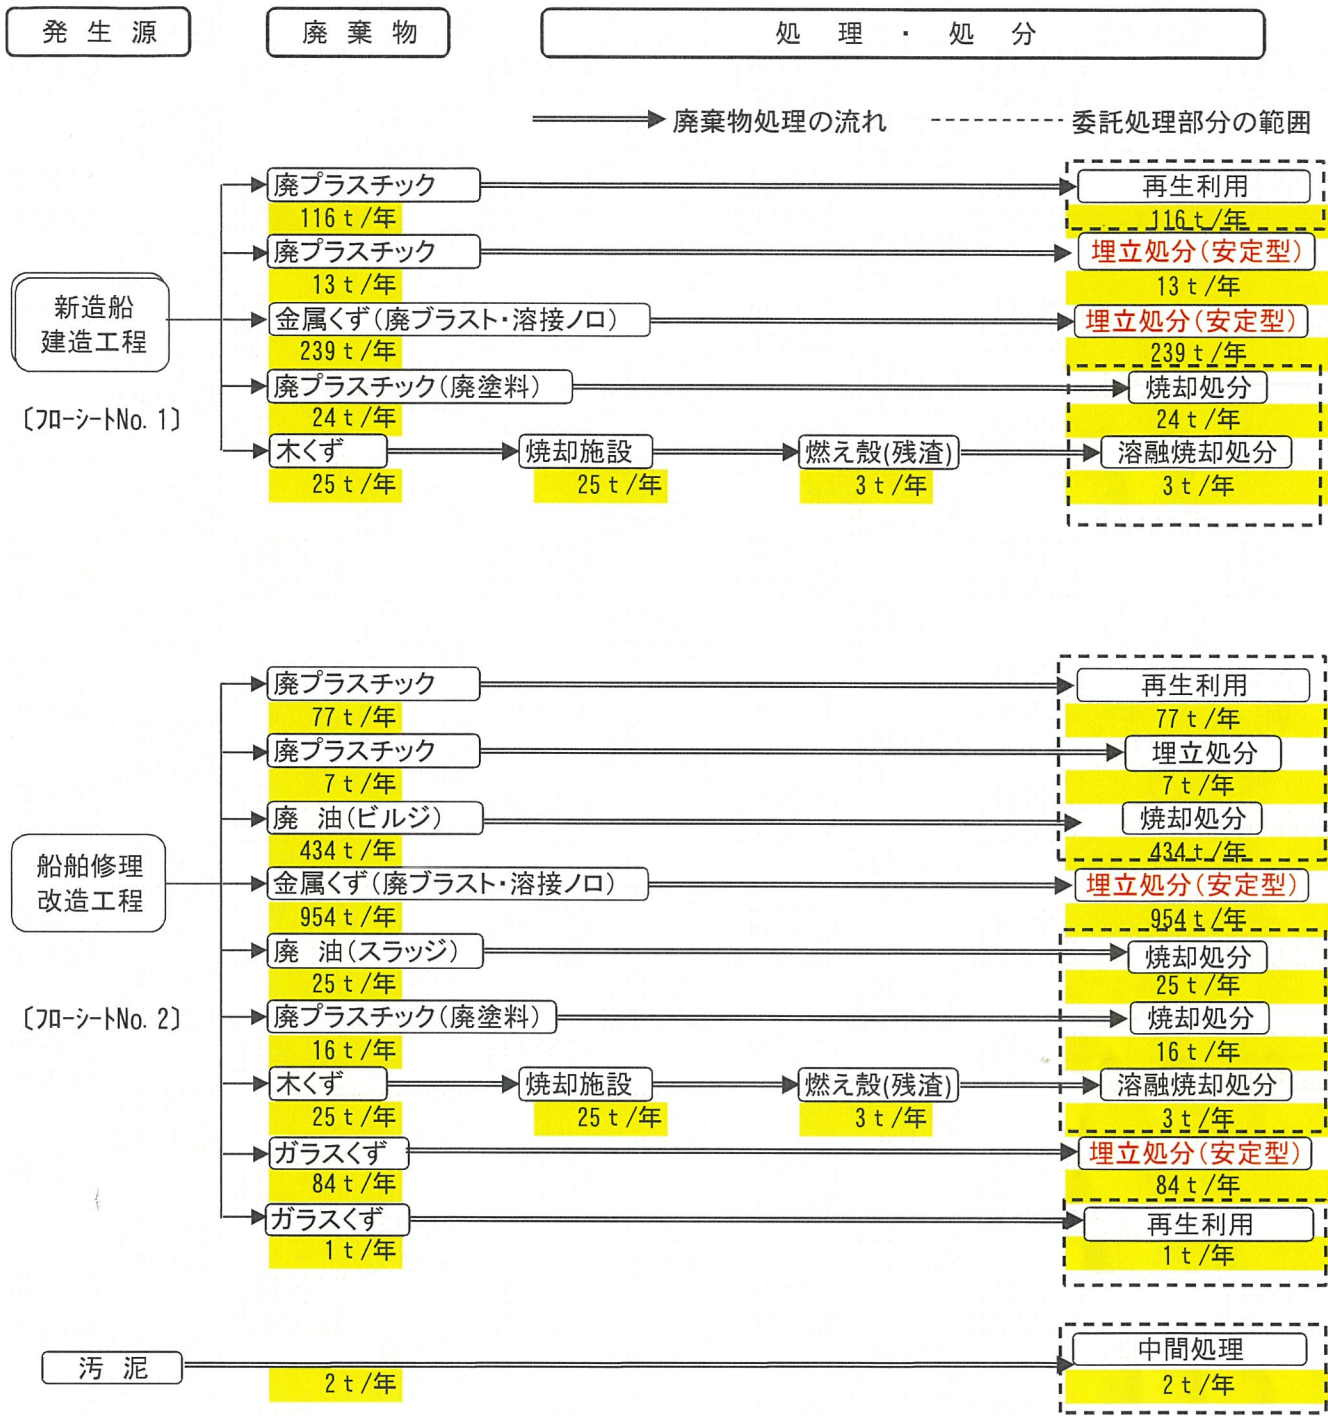 発生源
廃棄物
処理・処分
廃棄物処理の流れ
委託処理部分の範囲
廃プラスチック
再生利用
116t/年
116t/年
廃プラスチック
埋立処分(安定型)
13t/年
13t/年
新造船
建造工程
金属くず(廃ブラスト・溶接ノロ)
埋立処分(安定型)
239t/年
239t/年
廃プラスチック(廃塗料)
焼却処分
〔フローシートNo. 1〕
24t/年
24t/年
木くず
焼却施設
燃え殻(残渣)
溶融焼却処分
25t/年
25t/年
3t/年
3t/年
廃プラスチック
再生利用
77t/年
77t/年
廃プラスチック
埋立処分
7t/年
7t/年
廃 油(ビルジ)
焼却処分
434t/年
434t/年
船舶修理
改造工程
金属くず(廃ブラスト・溶接ノロ)
埋立処分(安定型)
954t/年
954t/年
廃 油(スラッジ)
焼却処分
25t/年
25t/年
〔フローシートNo. 2〕
廃プラスチック(廃塗料)
焼却処分
16t/年
16t/年
木くず
焼却施設
燃え殻(残渣)
溶融焼却処分
25t/年
25t/年
3t/年
3t/年
ガラスくず
埋立処分(安定型)
84t/年
84t/年
ガラスくず
再生利用
1t/年
1t/年
汚 泥
中間処理
2t/年
2t/年